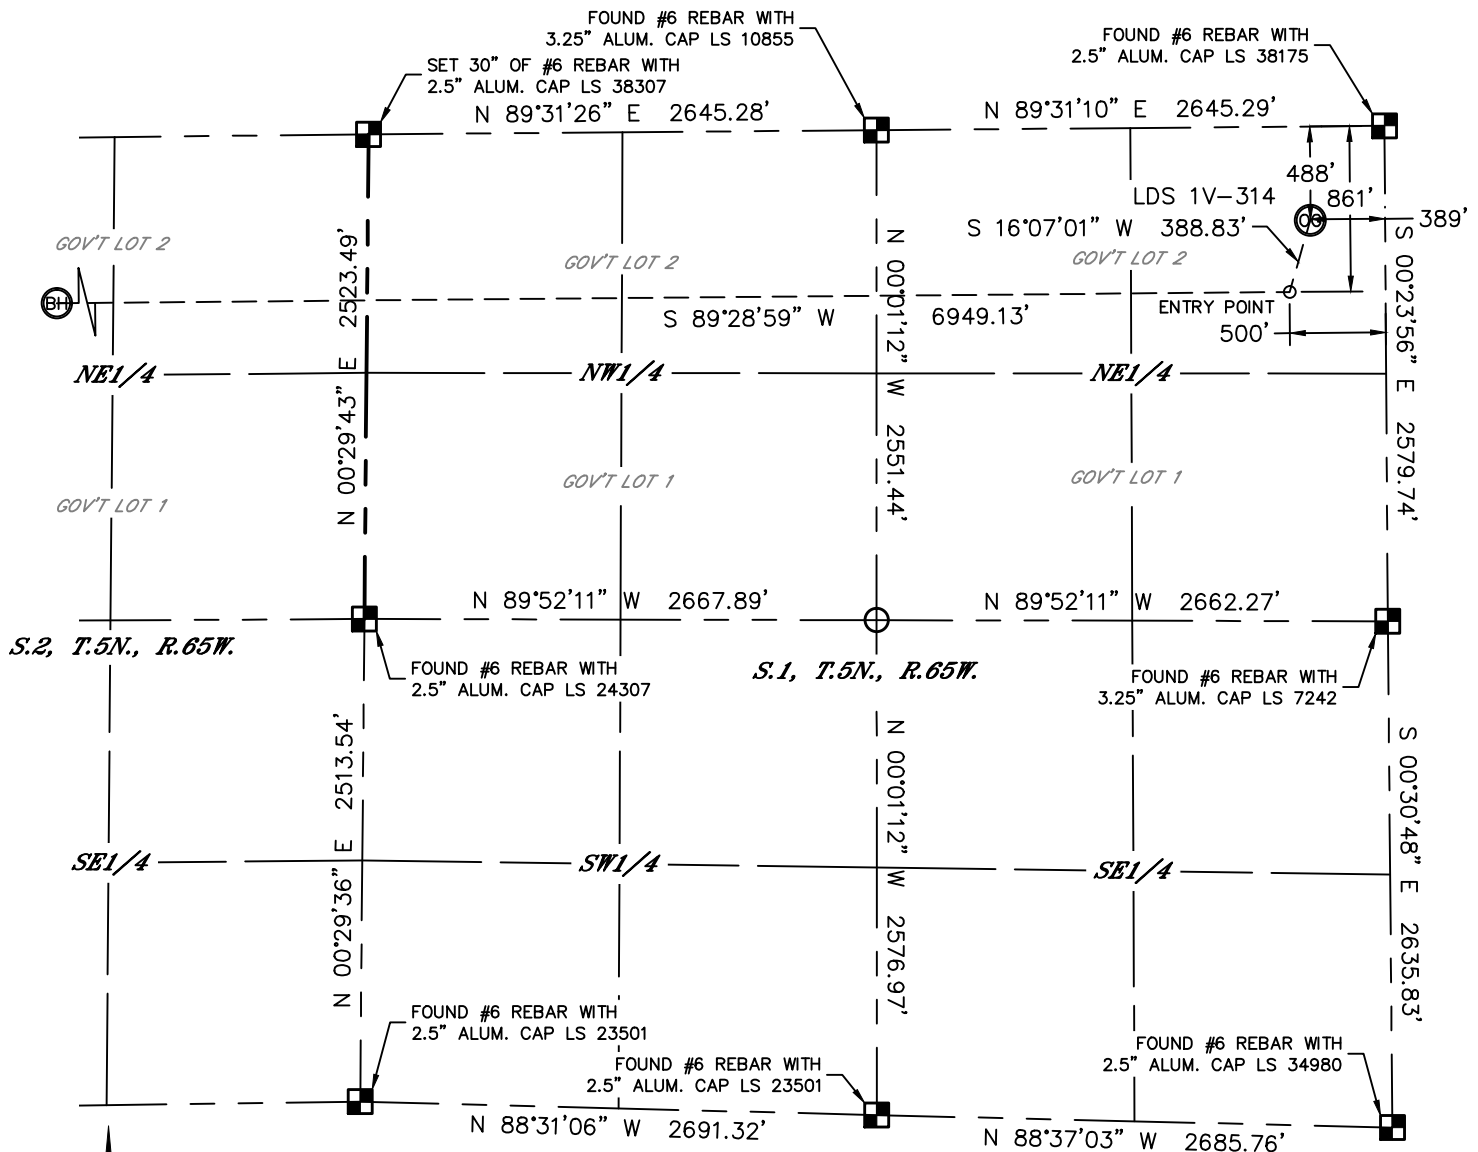 FOUND #6 REBAR WITH
3.25" ALUM. CAP LS 10855
FOUND #6 REBAR WITH
2.5" ALUM. CAP LS 38175
SET 30" OF #6 REBAR WITH
2.5" ALUM. CAP LS 38307
N 89°31'26" E 2645.28'
N 89°31'10" E 2645.29'
488'
LDS 1V-314
861'
S 16°07'01" W 388.83'
OG
389'
GOV'T LOT 2
GOV'T LOT 2
GOV'T LOT 2
BH
ENTRY POINT
S 89°28'59" W 6949.13'
500'
N 00°29'43" E 2523.49'
N 00°01'12" W 2551.44'
S 00°23'56" E 2579.74'
NE1/4
NW1/4
NE1/4
GOV'T LOT 1
GOV'T LOT 1
GOV'T LOT 1
N 89°52'11" W 2667.89'
N 89°52'11" W 2662.27'
S.2, T.5N., R.65W.
S.1, T.5N., R.65W.
FOUND #6 REBAR WITH
2.5" ALUM. CAP LS 24307
FOUND #6 REBAR WITH
3.25" ALUM. CAP LS 7242
N 00°29'36" E 2513.54'
N 00°01'12" W 2576.97'
S 00°30'48" E 2635.83'
SE1/4
SW1/4
SE1/4
FOUND #6 REBAR WITH
2.5" ALUM. CAP LS 23501
FOUND #6 REBAR WITH
2.5" ALUM. CAP LS 23501
FOUND #6 REBAR WITH
2.5" ALUM. CAP LS 34980
N 88°31'06" W 2691.32'
N 88°37'03" W 2685.76'